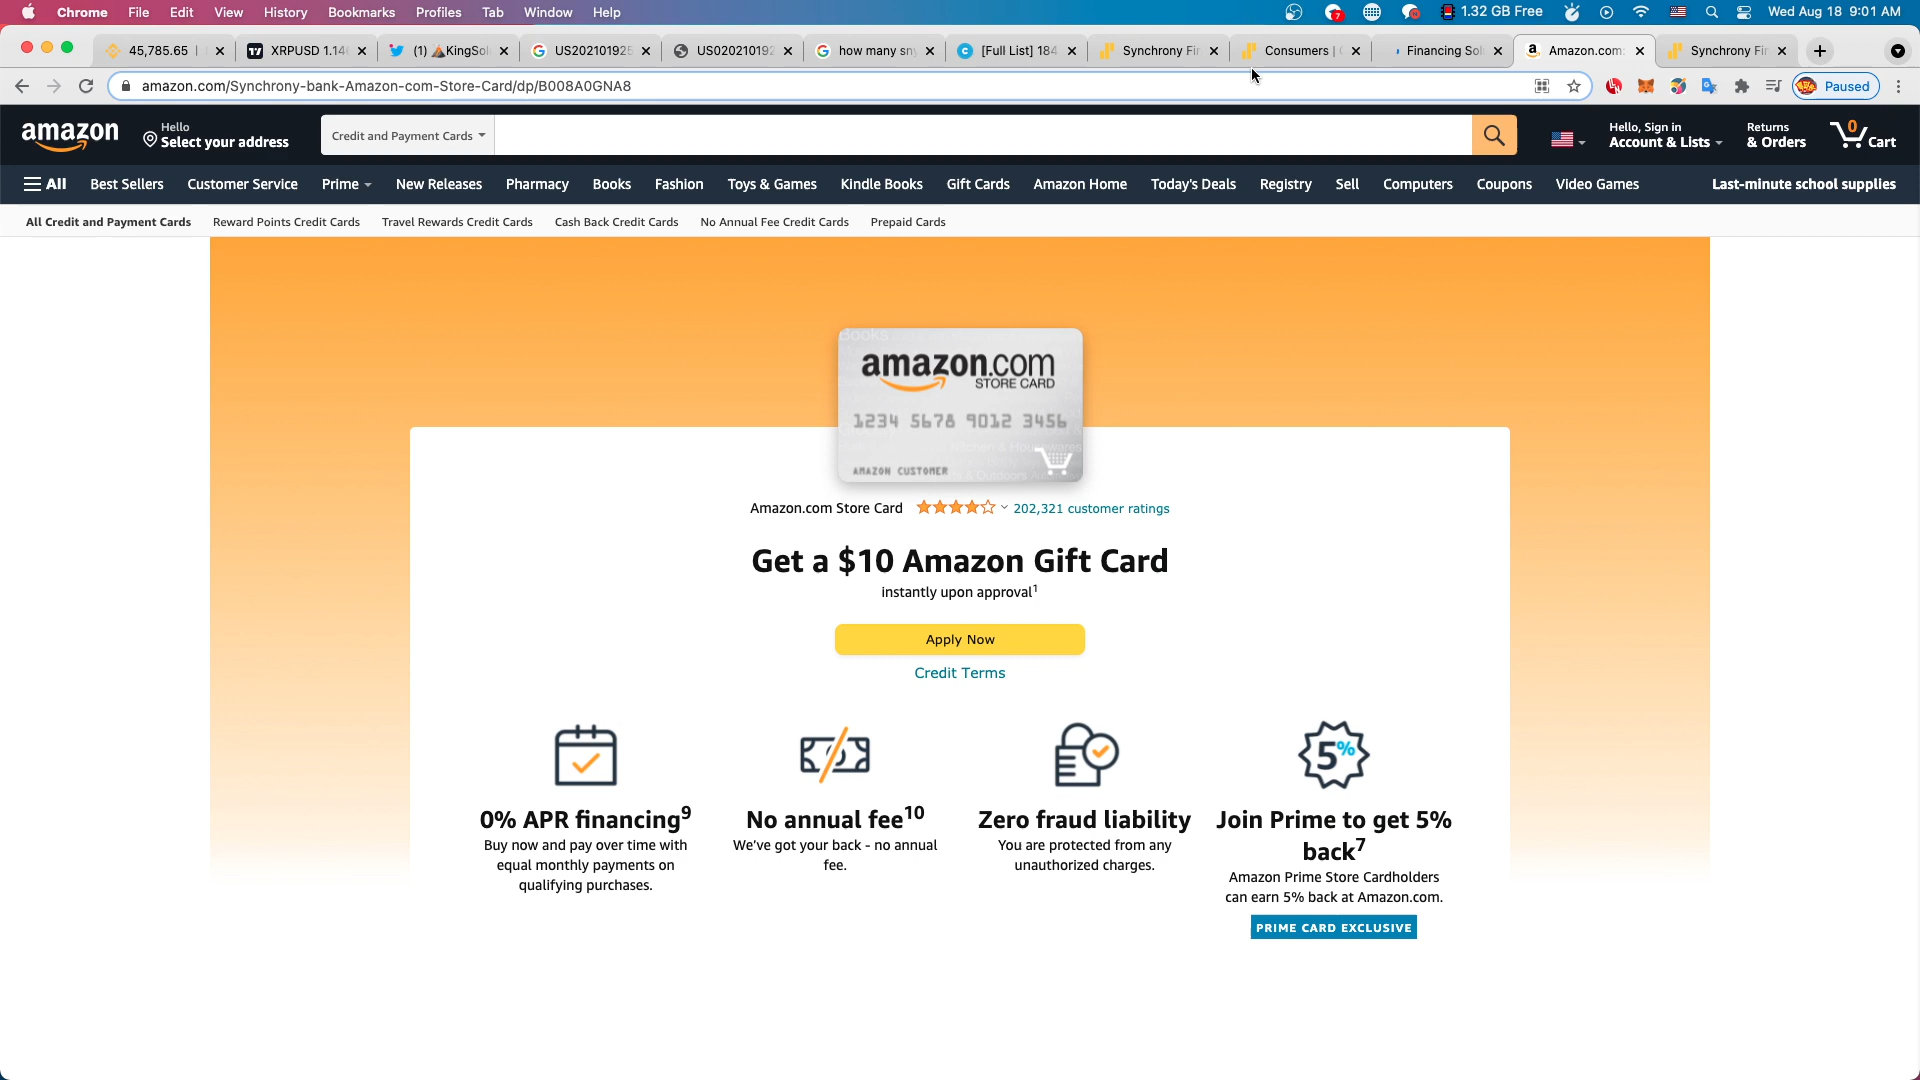 Chrome File Edit View History Bookmarks Profiles Tab Window Help 7 1.32 GB Free Wed Aug 18 9:01 AM
45,785.65 | XRPUSD 1.14 (1) KingSol US20210192 US02021019 how many sn [Full List] 184 Synchrony Fi Consumers | Financing Sol Amazon.com: Synchrony Fi
amazon.com/Synchrony-bank-Amazon-com-Store-Card/dp/B008A0GNA8 Paused
amazon Hello Select your address Credit and Payment Cards Hello, Sign in Account & Lists Returns & Orders 0 Cart
All Best Sellers Customer Service Prime New Releases Pharmacy Books Fashion Toys & Games Kindle Books Gift Cards Amazon Home Today's Deals Registry Sell Computers Coupons Video Games Last-minute school supplies
All Credit and Payment Cards Reward Points Credit Cards Travel Rewards Credit Cards Cash Back Credit Cards No Annual Fee Credit Cards Prepaid Cards
Books
amazon.com
STORE CARD
1234 5678 9012 3456
AMAZON CUSTOMER
Amazon.com Store Card 202,321 customer ratings
Get a $10 Amazon Gift Card
instantly upon approval1
Apply Now
Credit Terms
5%
0% APR financing9
Buy now and pay over time with
equal monthly payments on
qualifying purchases.
No annual fee10
We've got your back - no annual
fee.
Zero fraud liability
You are protected from any
unauthorized charges.
Join Prime to get 5%
back7
Amazon Prime Store Cardholders
can earn 5% back at Amazon.com.
PRIME CARD EXCLUSIVE